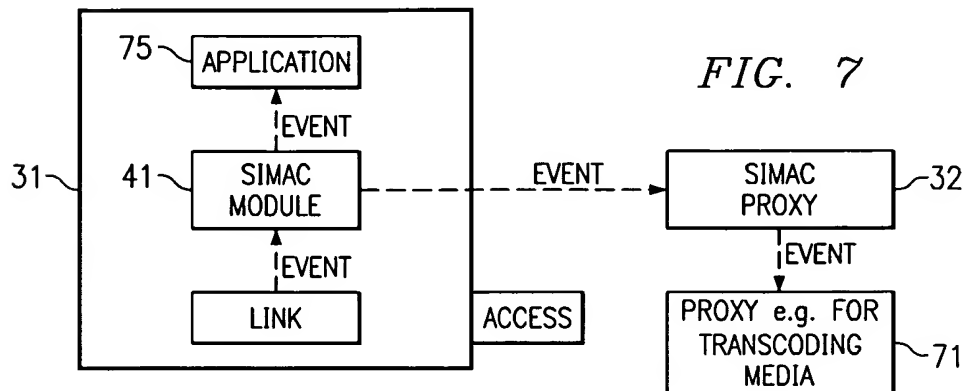 75
APPLICATION
FIG. 7
EVENT
31
41
SIMAC
MODULE
EVENT
SIMAC
PROXY
32
EVENT
EVENT
LINK
ACCESS
PROXY e.g. FOR
TRANSCODING
MEDIA
71